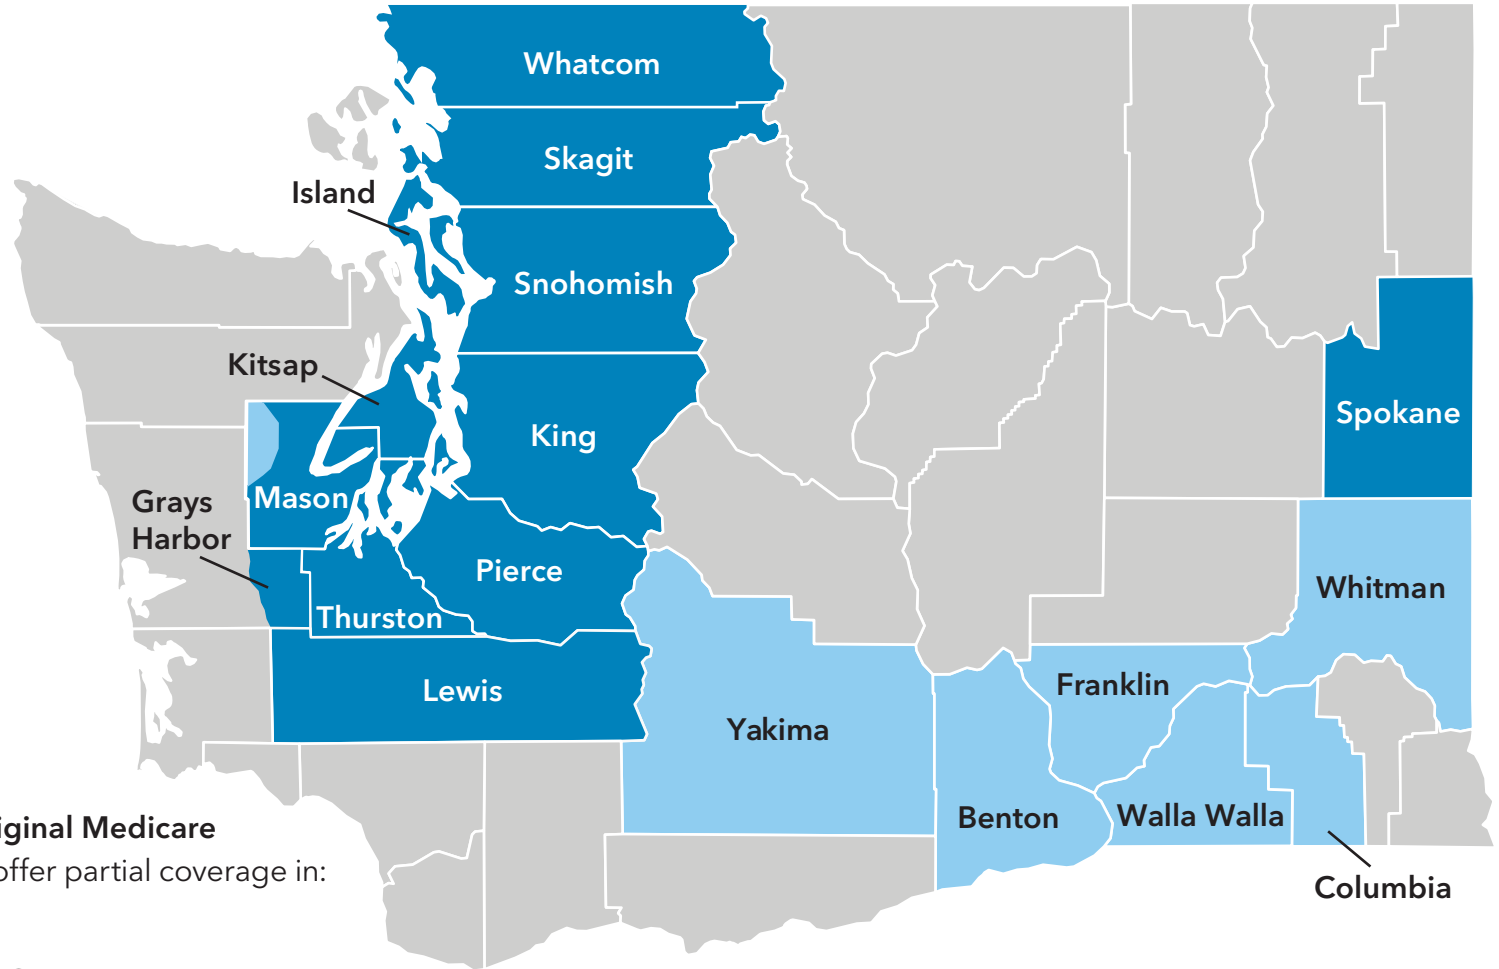 Whatcom
Skagit
Island
Snohomish
Kitsap
King
Spokane
Mason
Grays
Harbor
Pierce
Whitman
Thurston
Lewis
Franklin
Yakima
Benton
Walla Walla
Columbia
iginal Medicare
offer partial coverage in: